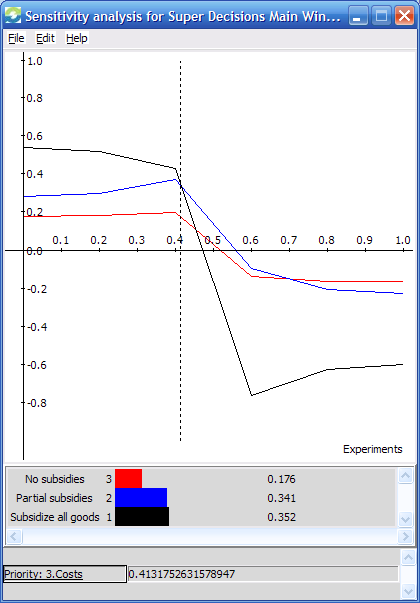 Sensitivity analysis for Super Decisions Main Win...
File Edit Help
1.0
0.8
0.6
0.4
0.2
0.0 0.1 0.2 0.3 0.4 0.5 0.6 0.7 0.8 0.9 1.0
-0.2
-0.4
-0.6
-0.8
Experiments
No subsidies 3 0.176
Partial subsidies 2 0.341
Subsidize all goods 1 0.352
Priority: 3.Costs 0.4131752631578947